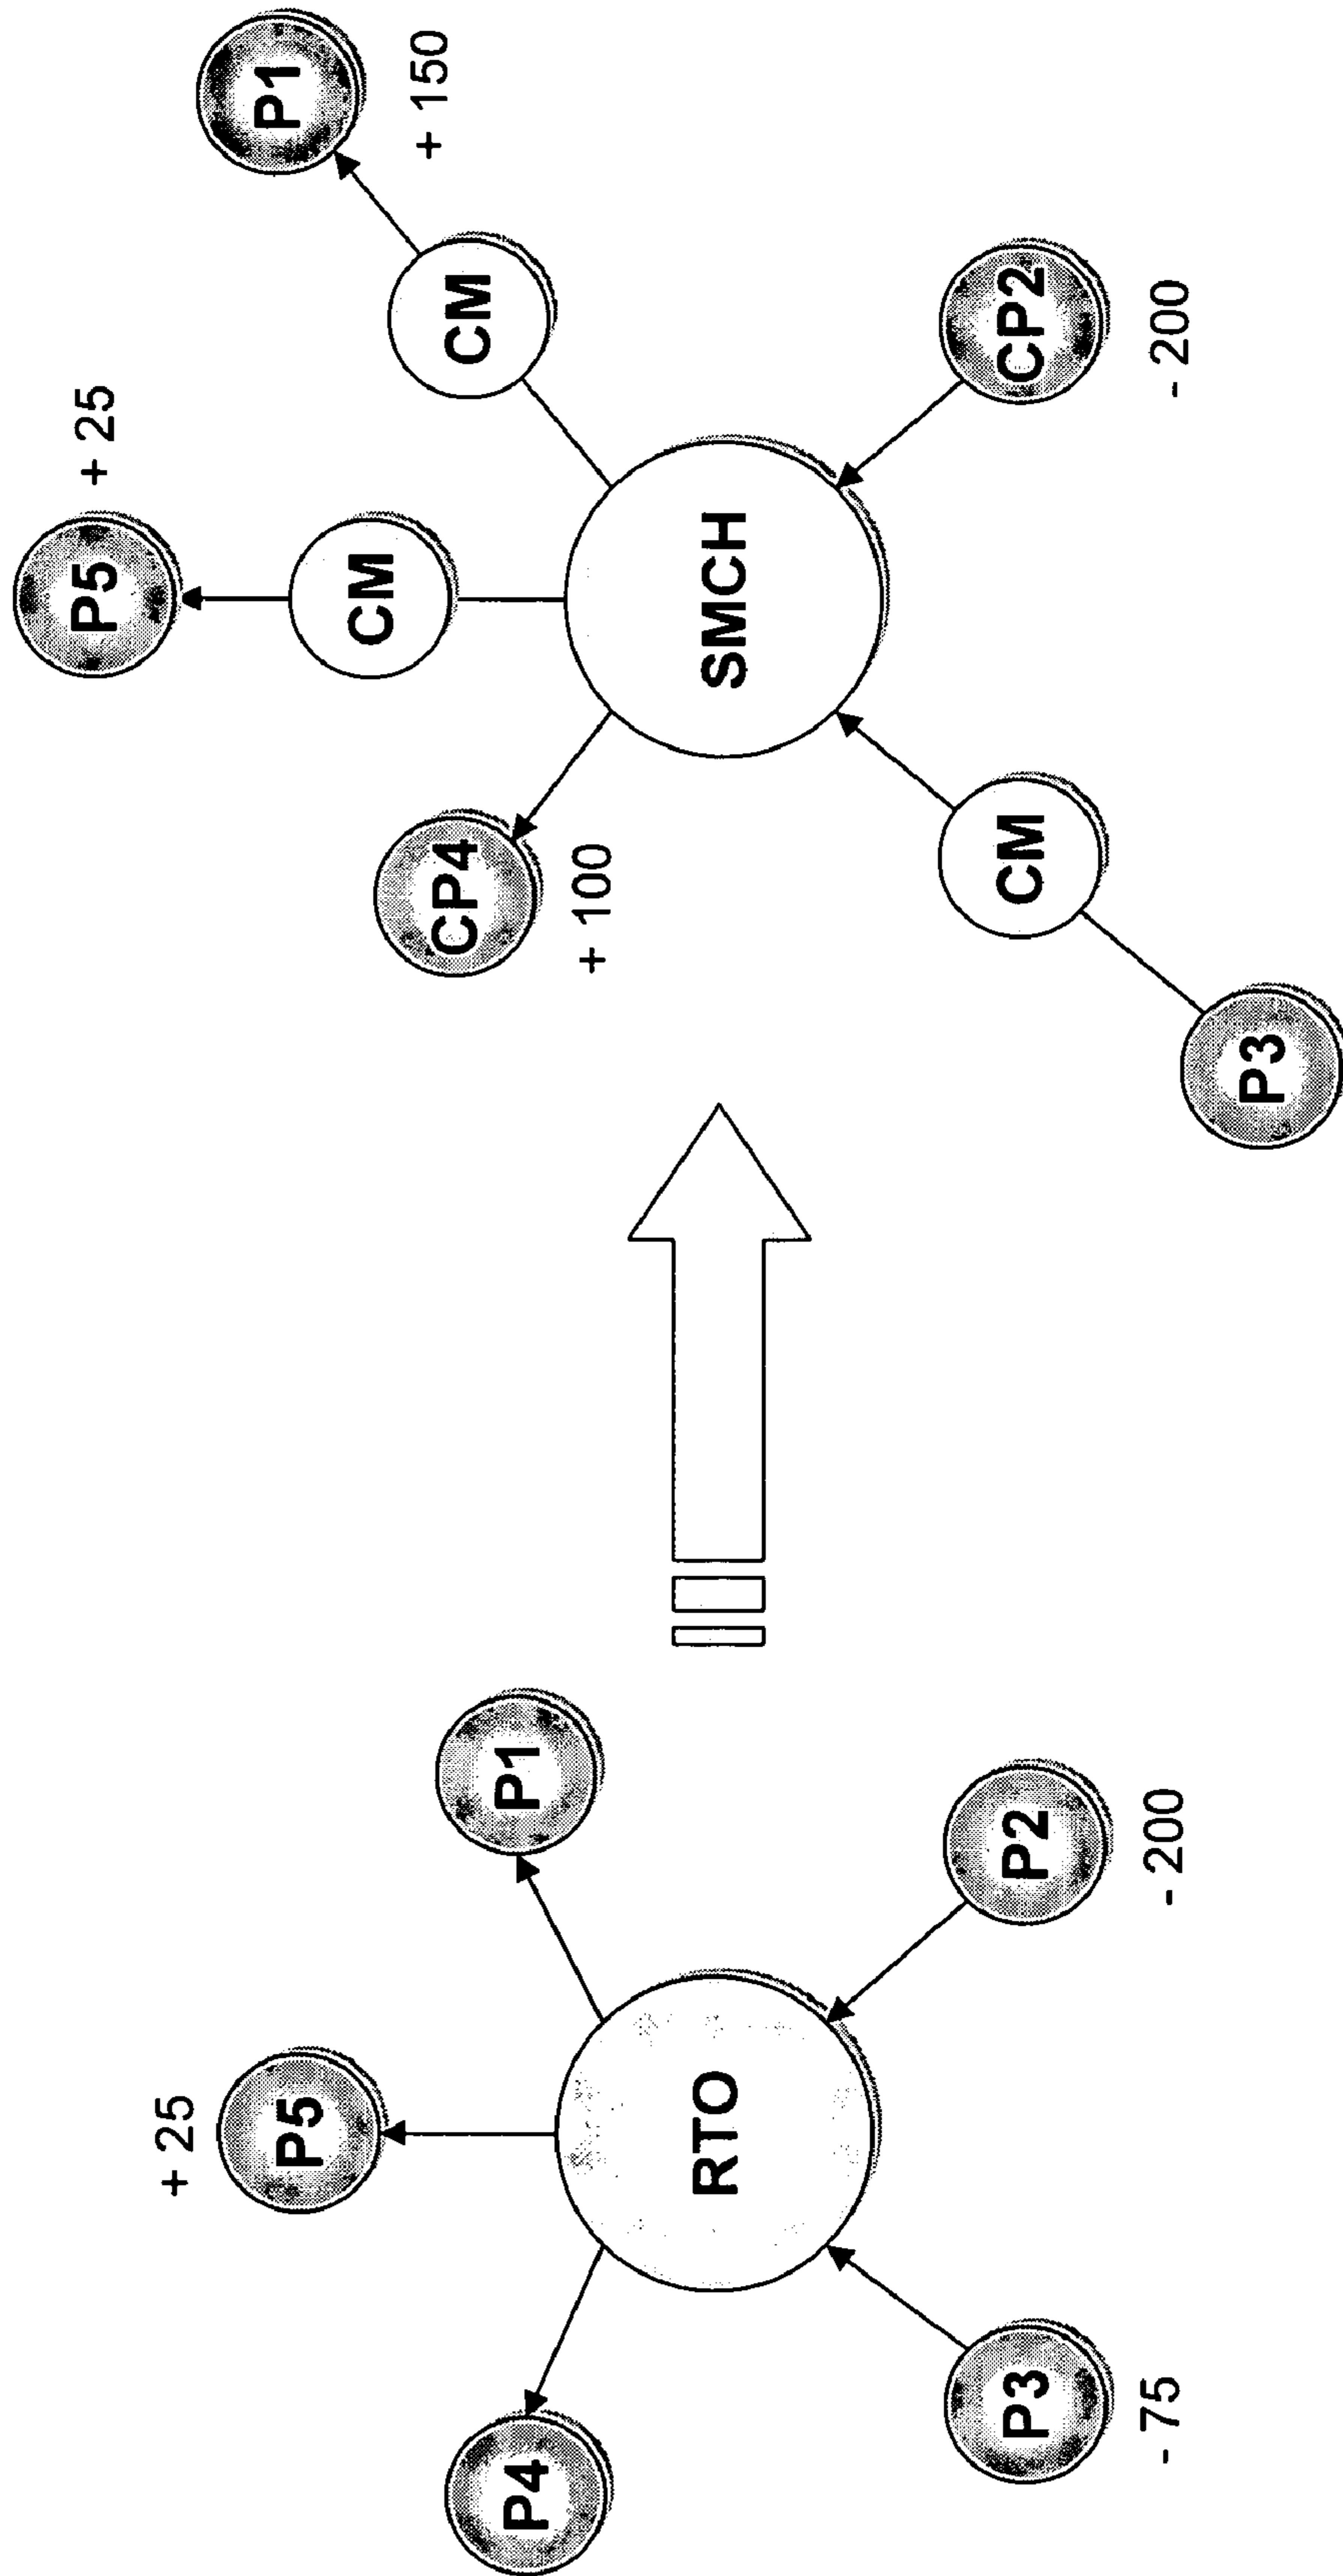 + 25
P5
P4
P1
RTO
P3
P2
- 75
- 200
P5
+ 25
P1
CM
+ 150
CP4
CM
+ 100
SMCH
CM
CP2
- 200
P3